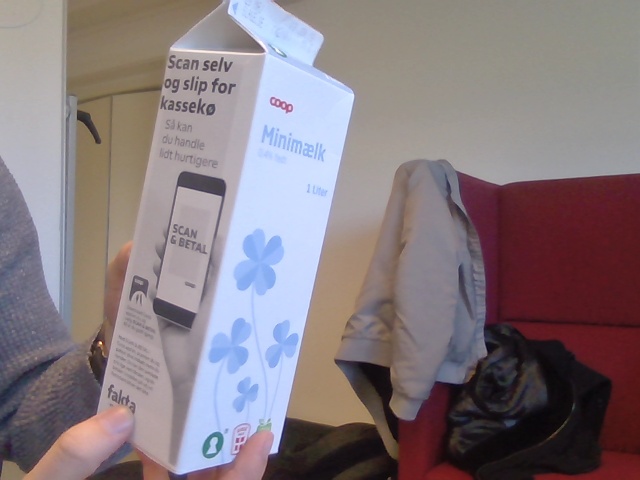 Scan selv
og slip for
kassekø
Så kan
du handle
lidt hurtigere
SCAN
& BETAL
coop
fakta
coop
Minimælk
1 Liter